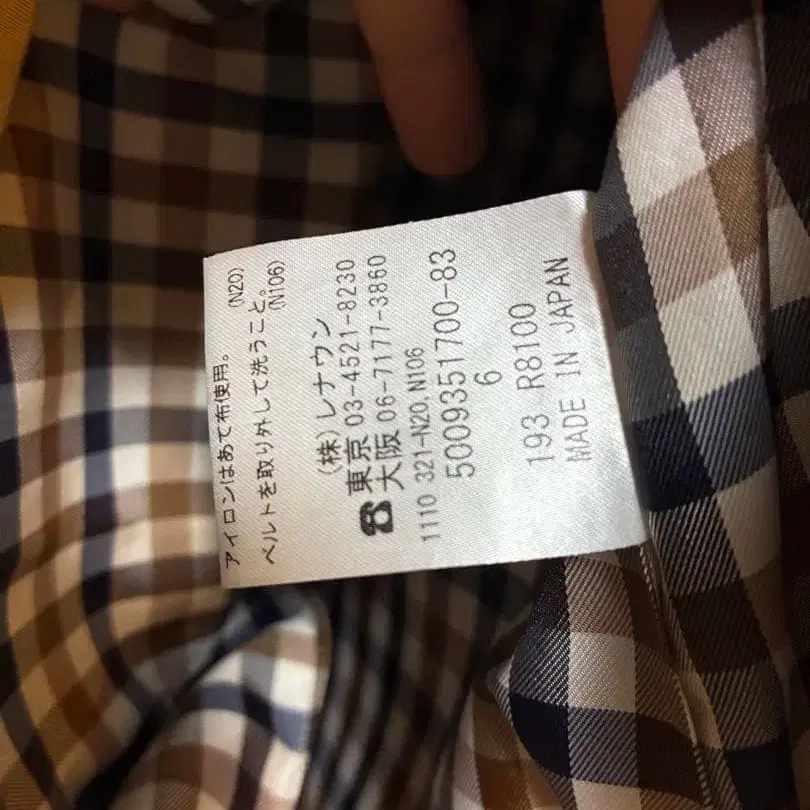 アイロンはあて布使用。
(N20)
ベルトを取り外して洗うこと。
(N106)
(株)レナウン
☎東京 03-4521-8230
大阪 06-7177-3860
1110 321-N20.N106
5009351700-83
6
193 R8100
MADE IN JAPAN